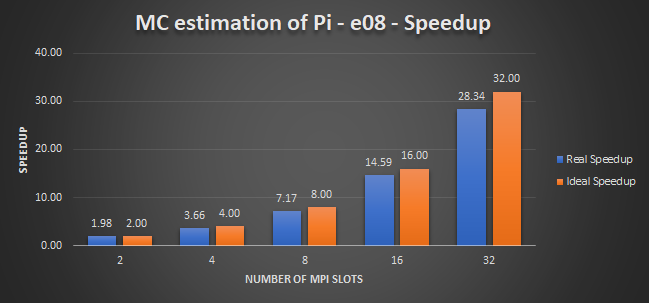 MC estimation of Pi - e08 - Speedup
40.00
30.00
20.00
10.00
0.00
SPEEDUP
1.98 2.00
3.66 4.00
7.17 8.00
14.59 16.00
28.34 32.00
2 4 8 16 32
NUMBER OF MPI SLOTS
Real Speedup
Ideal Speedup